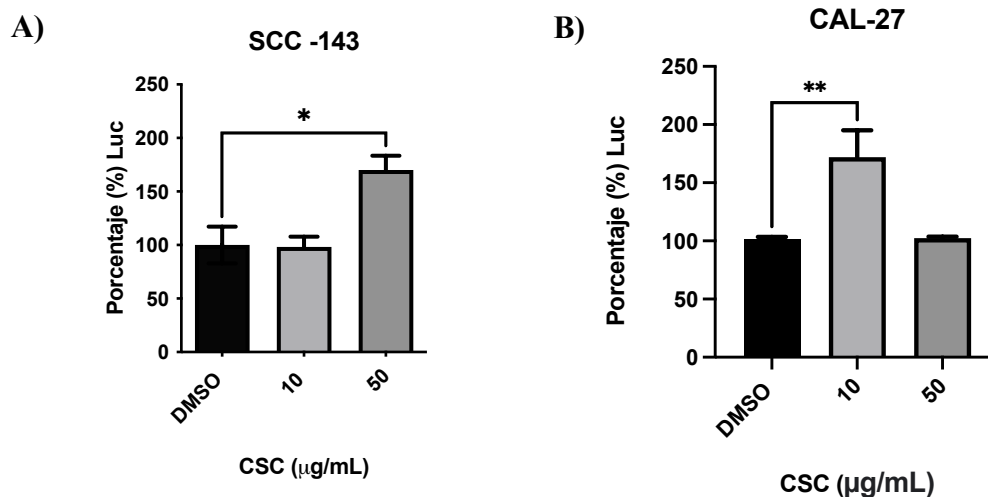 A)
SCC -143
Porcentaje (%) Luc
250
200
150
100
50
0
*
DMSO
10
50
CSC (μg/mL)
B)
CAL-27
Porcentaje (%) Luc
250
200
150
100
50
0
**
DMSO
10
50
CSC (μg/mL)